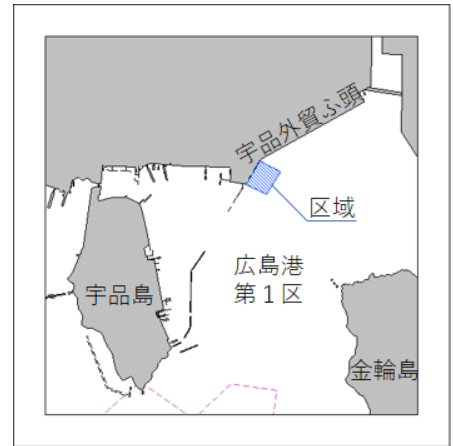 宇品外貿ふ頭
区域
広島港
第１区
宇品島
金輪島